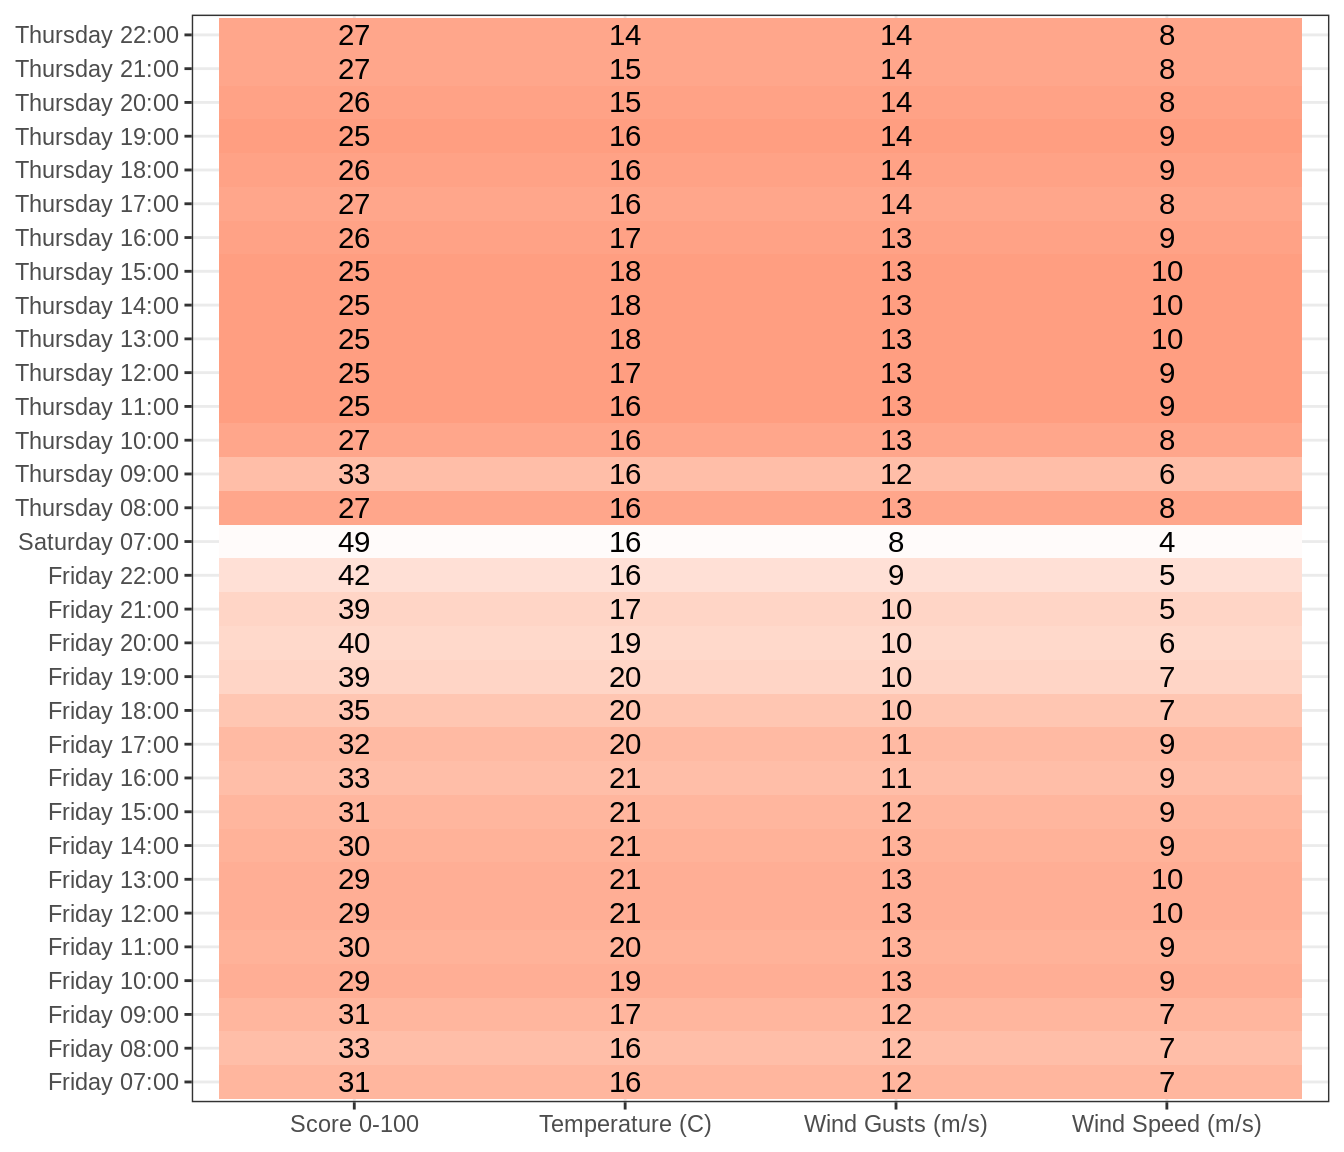 Thursday 22:00 27 14 14 8
Thursday 21:00 27 15 14 8
Thursday 20:00 26 15 14 8
Thursday 19:00 25 16 14 9
Thursday 18:00 26 16 14 9
Thursday 17:00 27 16 14 8
Thursday 16:00 26 17 13 9
Thursday 15:00 25 18 13 10
Thursday 14:00 25 18 13 10
Thursday 13:00 25 18 13 10
Thursday 12:00 25 17 13 9
Thursday 11:00 25 16 13 9
Thursday 10:00 27 16 13 8
Thursday 09:00 33 16 12 6
Thursday 08:00 27 16 13 8
Saturday 07:00 49 16 8 4
Friday 22:00 42 16 9 5
Friday 21:00 39 17 10 5
Friday 20:00 40 19 10 6
Friday 19:00 39 20 10 7
Friday 18:00 35 20 10 7
Friday 17:00 32 20 11 9
Friday 16:00 33 21 11 9
Friday 15:00 31 21 12 9
Friday 14:00 30 21 13 9
Friday 13:00 29 21 13 10
Friday 12:00 29 21 13 10
Friday 11:00 30 20 13 9
Friday 10:00 29 19 13 9
Friday 09:00 31 17 12 7
Friday 08:00 33 16 12 7
Friday 07:00 31 16 12 7
Score 0-100 Temperature (C) Wind Gusts (m/s) Wind Speed (m/s)